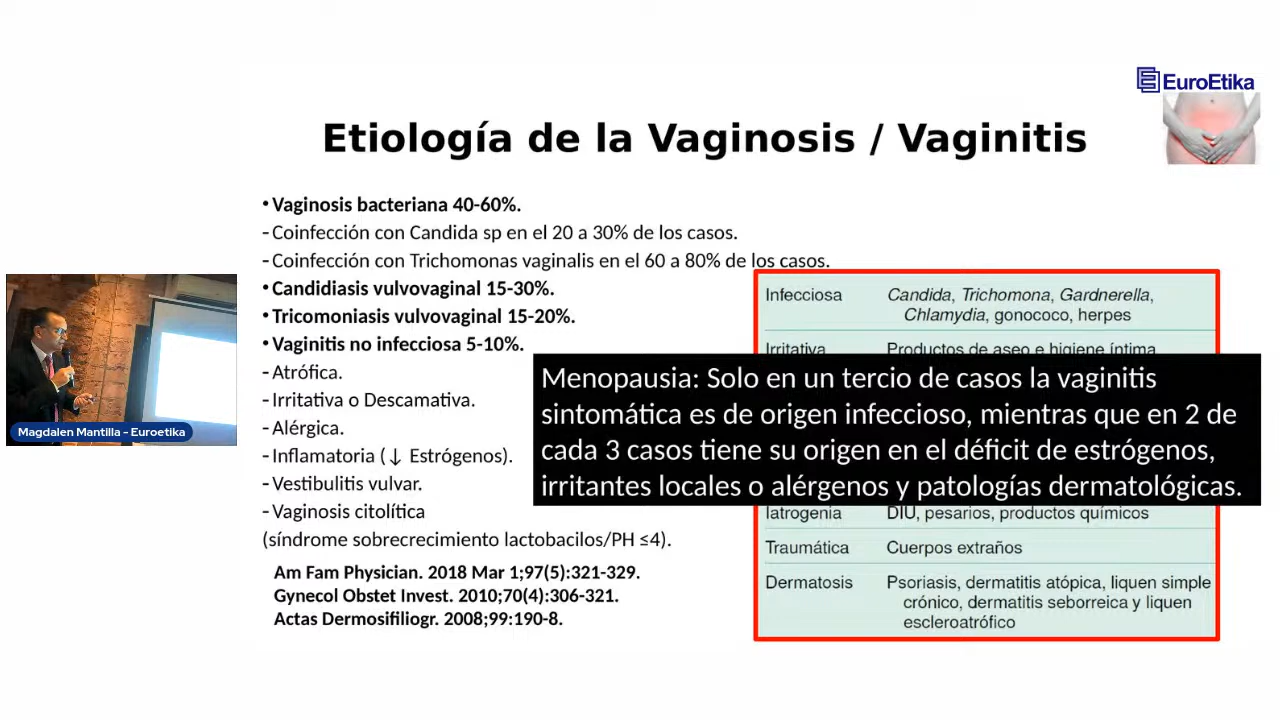 EuroEtika
Etiología de la Vaginosis / Vaginitis
•Vaginosis bacteriana 40-60%.
-Coinfección con Candida sp en el 20 a 30% de los casos.
-Coinfección con Trichomonas vaginalis en el 60 a 80% de los casos.
•Candidiasis vulvovaginal 15-30%.
•Tricomoniasis vulvovaginal 15-20%.
•Vaginitis no infecciosa 5-10%.
-Atrófica.
-Irritativa o Descamativa.
-Alérgica.
-Inflamatoria (↓ Estrógenos).
-Vestibulitis vulvar.
-Vaginosis citolítica
(síndrome sobrecrecimiento lactobacilos/PH ≤4).
Am Fam Physician. 2018 Mar 1;97(5):321-329.
Gynecol Obstet Invest. 2010;70(4):306-321.
Actas Dermosifiliogr. 2008;99:190-8.
Infecciosa Candida, Trichomona, Gardnerella,
Chlamydia, gonococo, herpes
Irritativa Productos de aseo e higiene íntima
Menopausia: Solo en un tercio de casos la vaginitis
sintomática es de origen infeccioso, mientras que en 2 de
cada 3 casos tiene su origen en el déficit de estrógenos,
irritantes locales o alérgenos y patologías dermatológicas.
Iatrogenia DIU, pesarios, productos químicos
Traumática Cuerpos extraños
Dermatosis Psoriasis, dermatitis atópica, liquen simple
crónico, dermatitis seborreica y liquen
escleroatrófico
Magdalen Mantilla - Euroetika